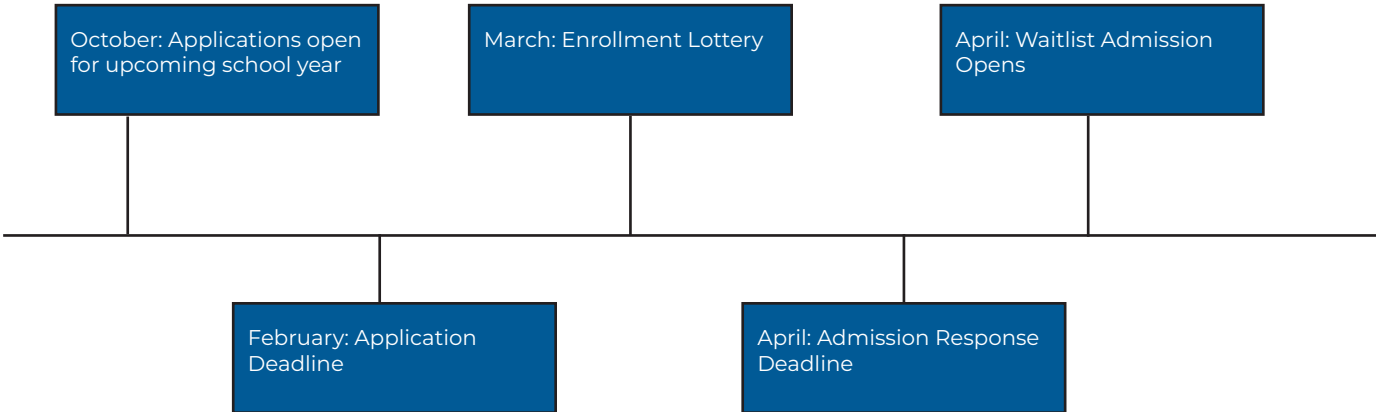 October: Applications open
for upcoming school year
March: Enrollment Lottery
April: Waitlist Admission
Opens
February: Application
Deadline
April: Admission Response
Deadline